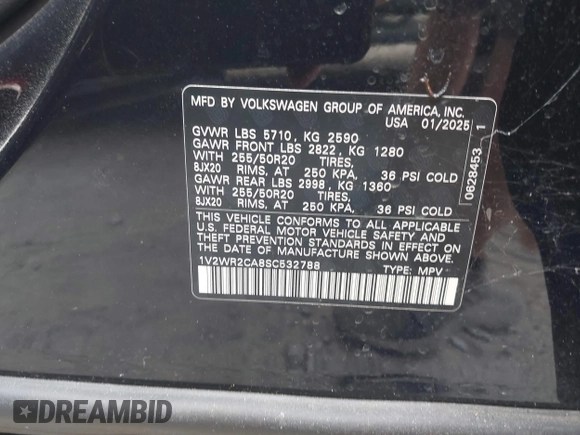 MFD BY VOLKSWAGEN GROUP OF AMERICA, INC.
USA 01/2025
GVWR LBS 5710, KG 2590
GAWR FRONT LBS 2822, KG 1280
WITH 255/50R20 TIRES,
8JX20 RIMS, AT 250 KPA, 36 PSI COLD
GAWR REAR LBS 2998, KG 1360
WITH 255/50R20 TIRES,
8JX20 RIMS, AT 250 KPA, 36 PSI COLD
THIS VEHICLE CONFORMS TO ALL APPLICABLE
U.S. FEDERAL MOTOR VEHICLE SAFETY AND
THEFT PREVENTION STANDARDS IN EFFECT ON
THE DATE OF MANUFACTURE SHOWN ABOVE.
1V2WR2CA8SC532788 TYPE: MPV
0628453 1
DREAMBID